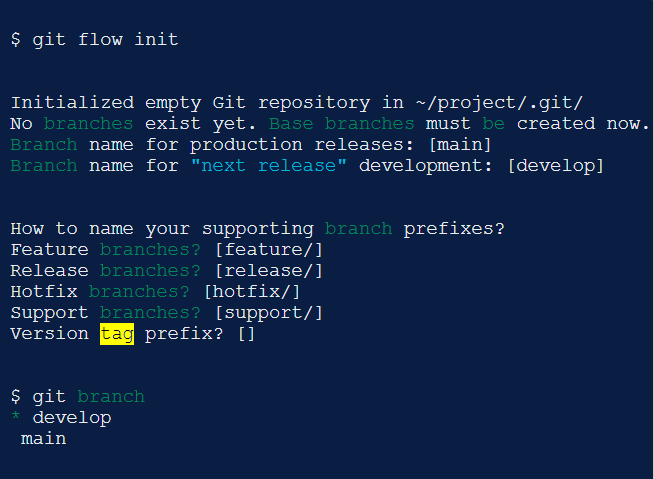 $ git flow init
Initialized empty Git repository in ~/project/.git/
No branches exist yet. Base branches must be created now.
Branch name for production releases: [main]
Branch name for "next release" development: [develop]
How to name your supporting branch prefixes?
Feature branches? [feature/]
Release branches? [release/]
Hotfix branches? [hotfix/]
Support branches? [support/]
Version tag prefix? []
$ git branch
* develop
main